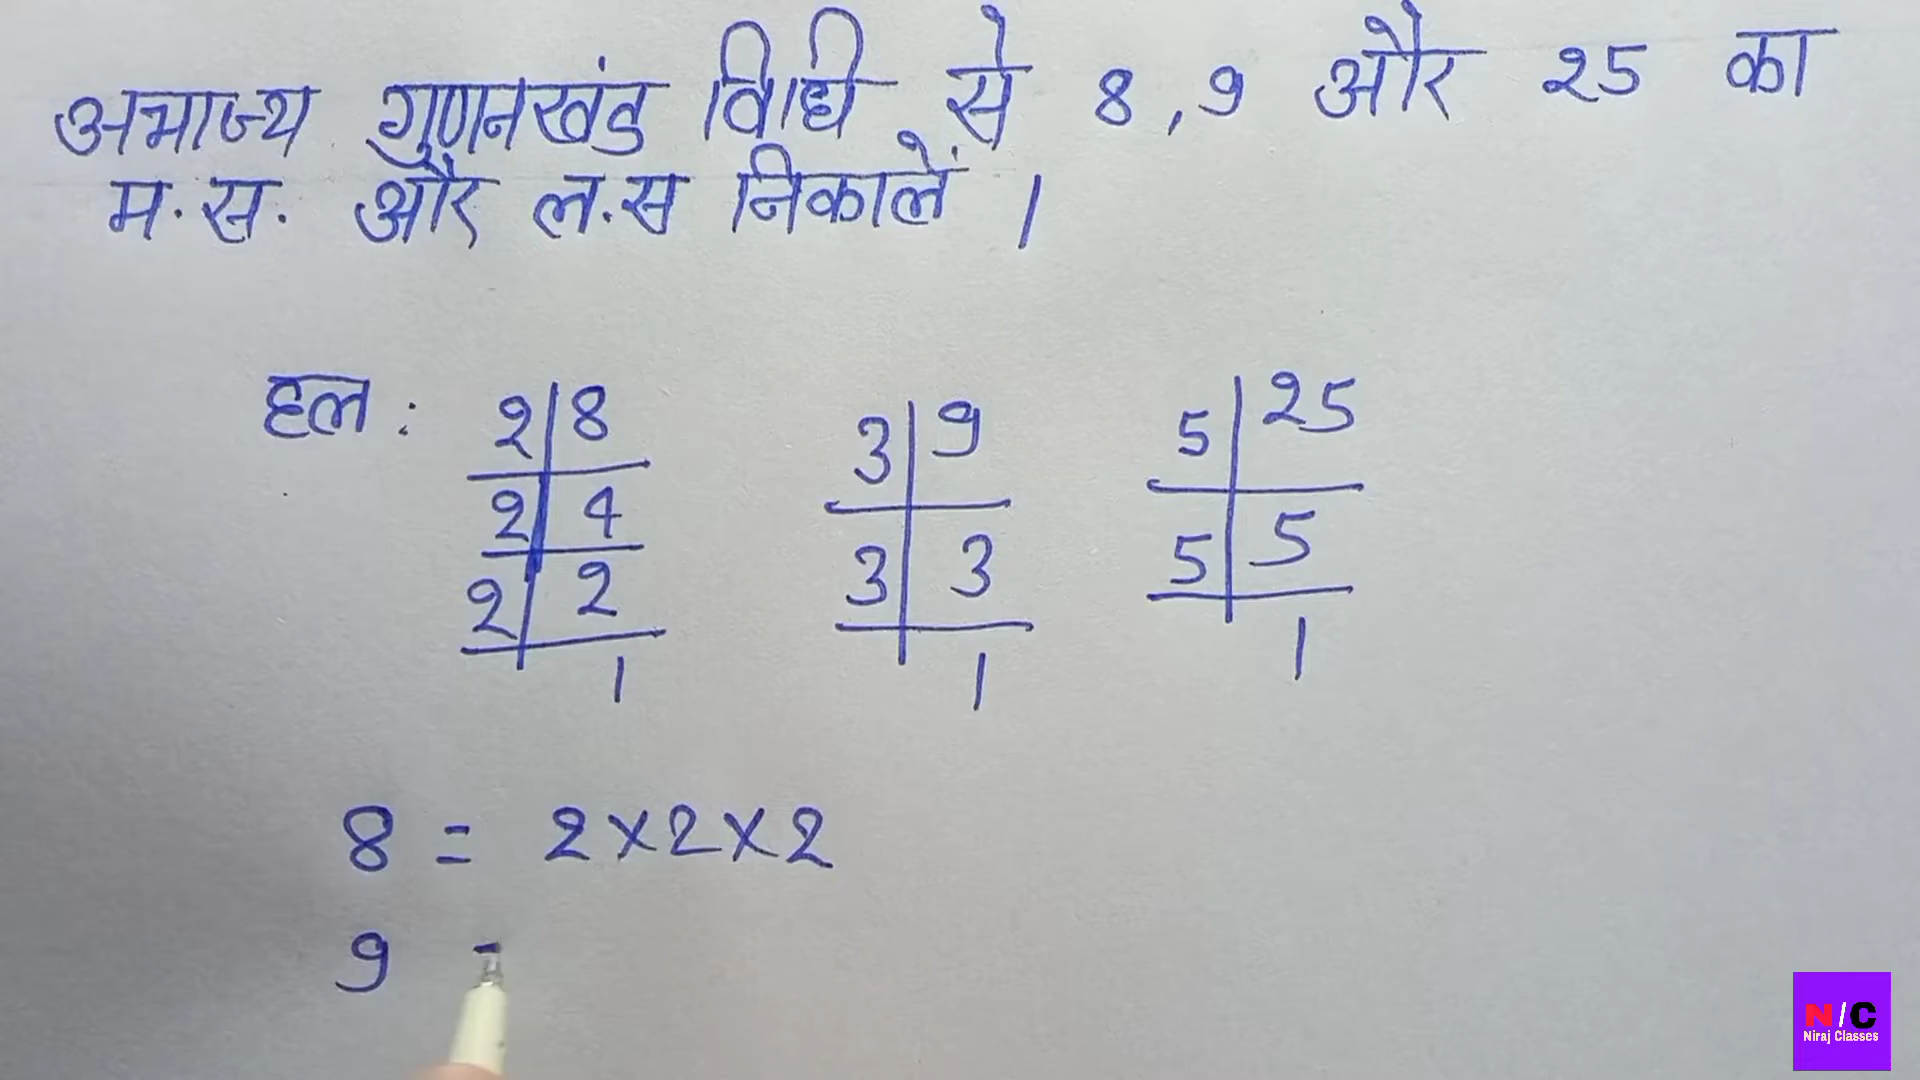 अभाज्य गुणनखंड विधि से 8, 9 और 25 का
म.स. और ल.स निकालें ।
हल :
2 8
2 4
2 2
1
3 9
3 3
1
5 25
5 5
1
8 = 2×2×2
9 -
N/C
Niraj Classes